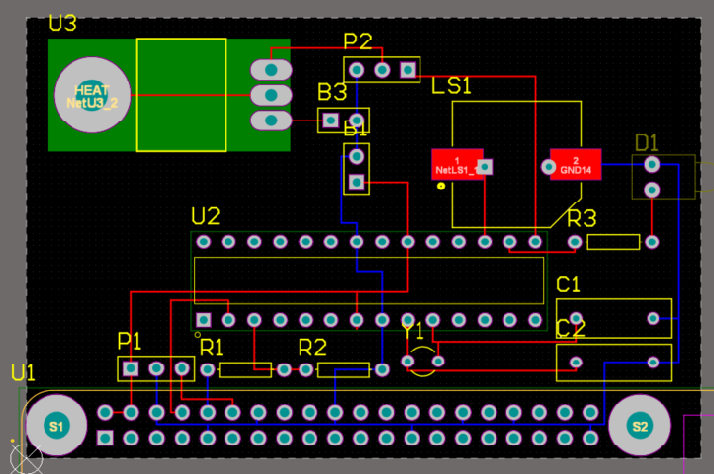 U3
P2
HEAT
NetU3_2
B3
LS1
B1
1
NetLS1_1
2
GND14
D1
U2
R3
C1
C2
Y1
P1
R1
R2
U1
S1
S2